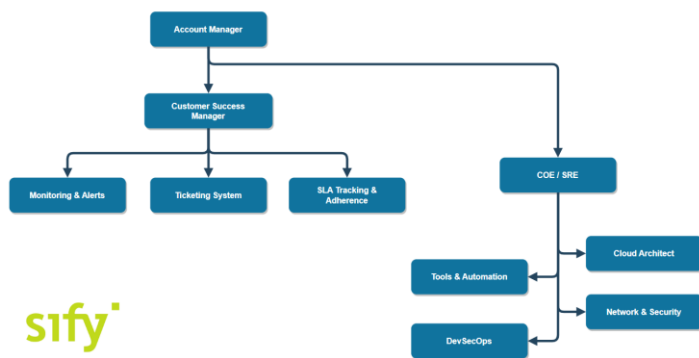 Account Manager
Customer Success
Manager
Monitoring & Alerts
Ticketing System
SLA Tracking &
Adherence
COE / SRE
Cloud Architect
Tools & Automation
Network & Security
DevSecOps
sify